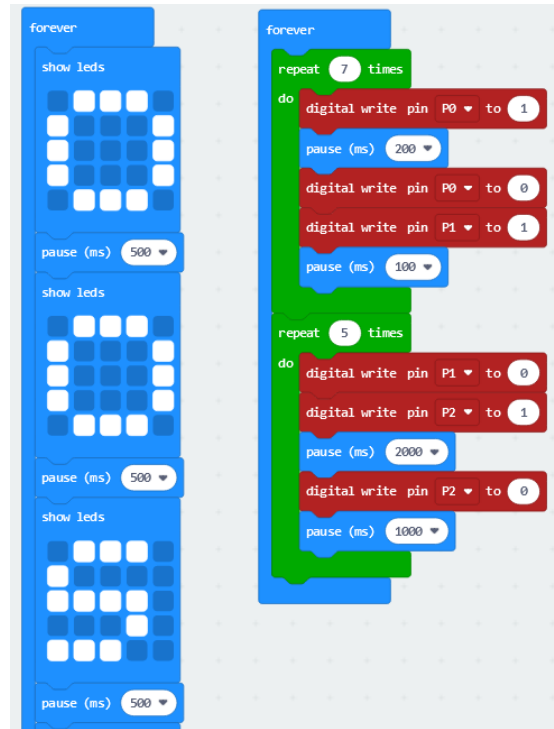 forever
show leds
pause (ms) 500
show leds
pause (ms) 500
show leds
pause (ms) 500
forever
repeat 7 times
do
digital write pin P0 to 1
pause (ms) 200
digital write pin P0 to 0
digital write pin P1 to 1
pause (ms) 100
repeat 5 times
do
digital write pin P1 to 0
digital write pin P2 to 1
pause (ms) 2000
digital write pin P2 to 0
pause (ms) 1000